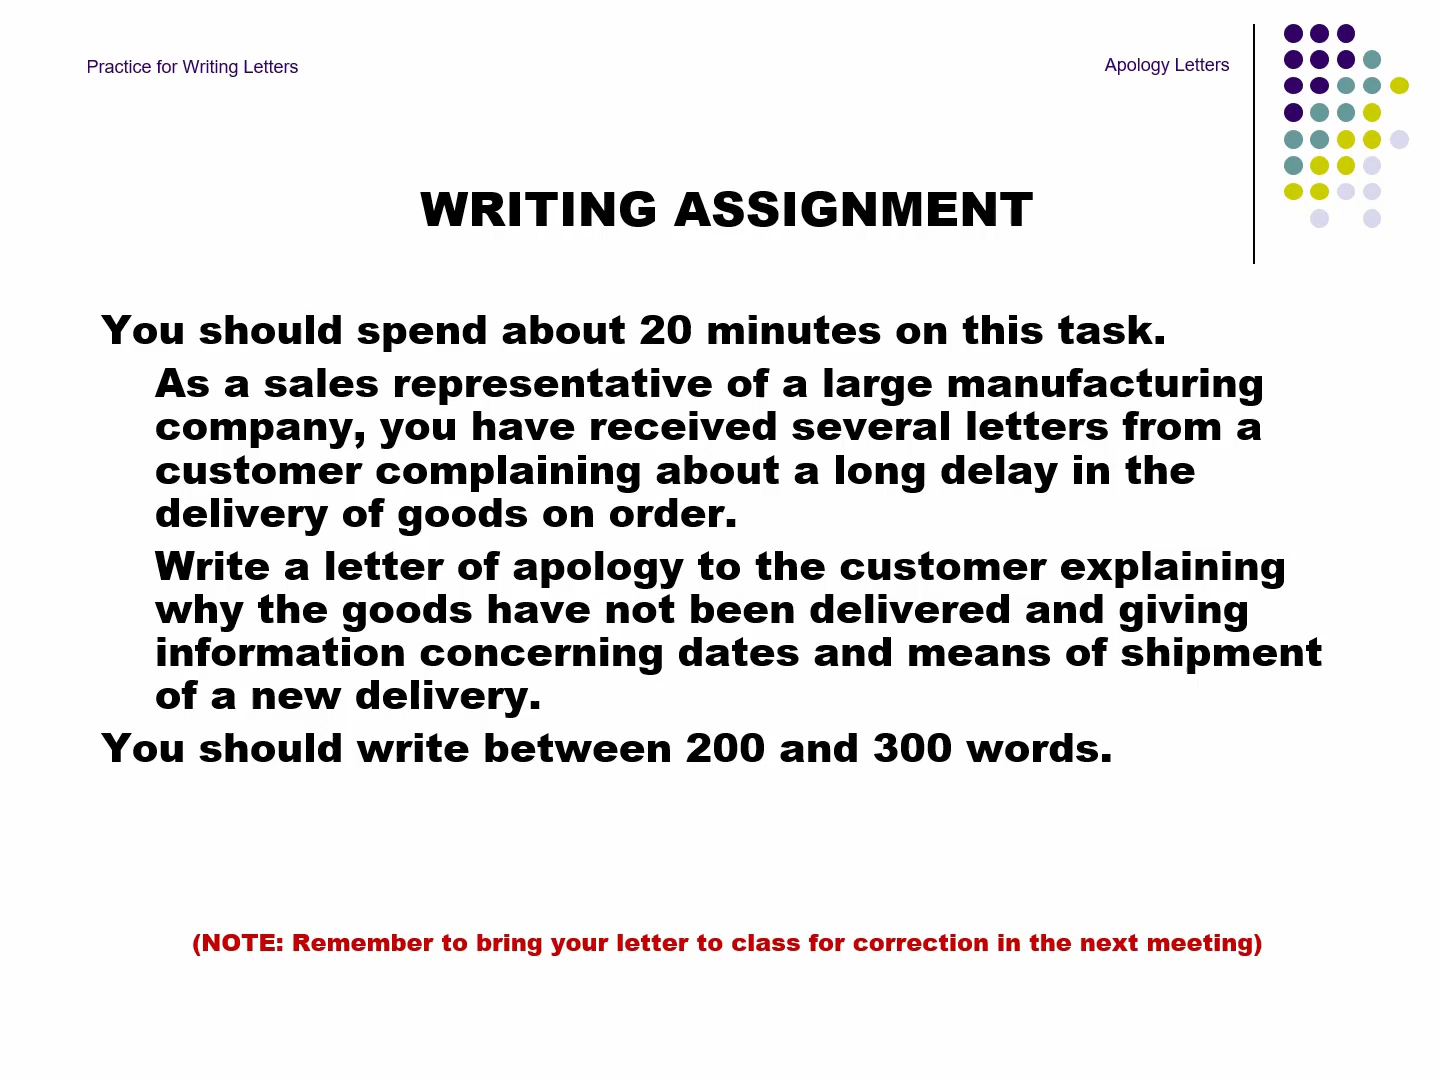 Practice for Writing Letters
Apology Letters
WRITING ASSIGNMENT
You should spend about 20 minutes on this task.
As a sales representative of a large manufacturing
company, you have received several letters from a
customer complaining about a long delay in the
delivery of goods on order.
Write a letter of apology to the customer explaining
why the goods have not been delivered and giving
information concerning dates and means of shipment
of a new delivery.
You should write between 200 and 300 words.
(NOTE: Remember to bring your letter to class for correction in the next meeting)